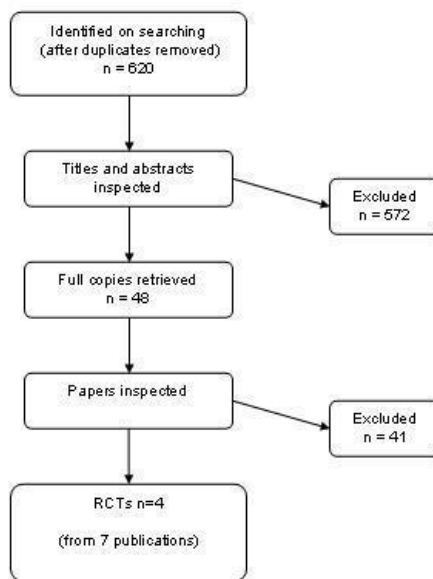 Identified on searching
(after duplicates removed)
n = 620
Titles and abstracts
inspected
Excluded
n = 572
Full copies retrieved
n = 48
Papers inspected
Excluded
n = 41
RCTs n=4
(from 7 publications)